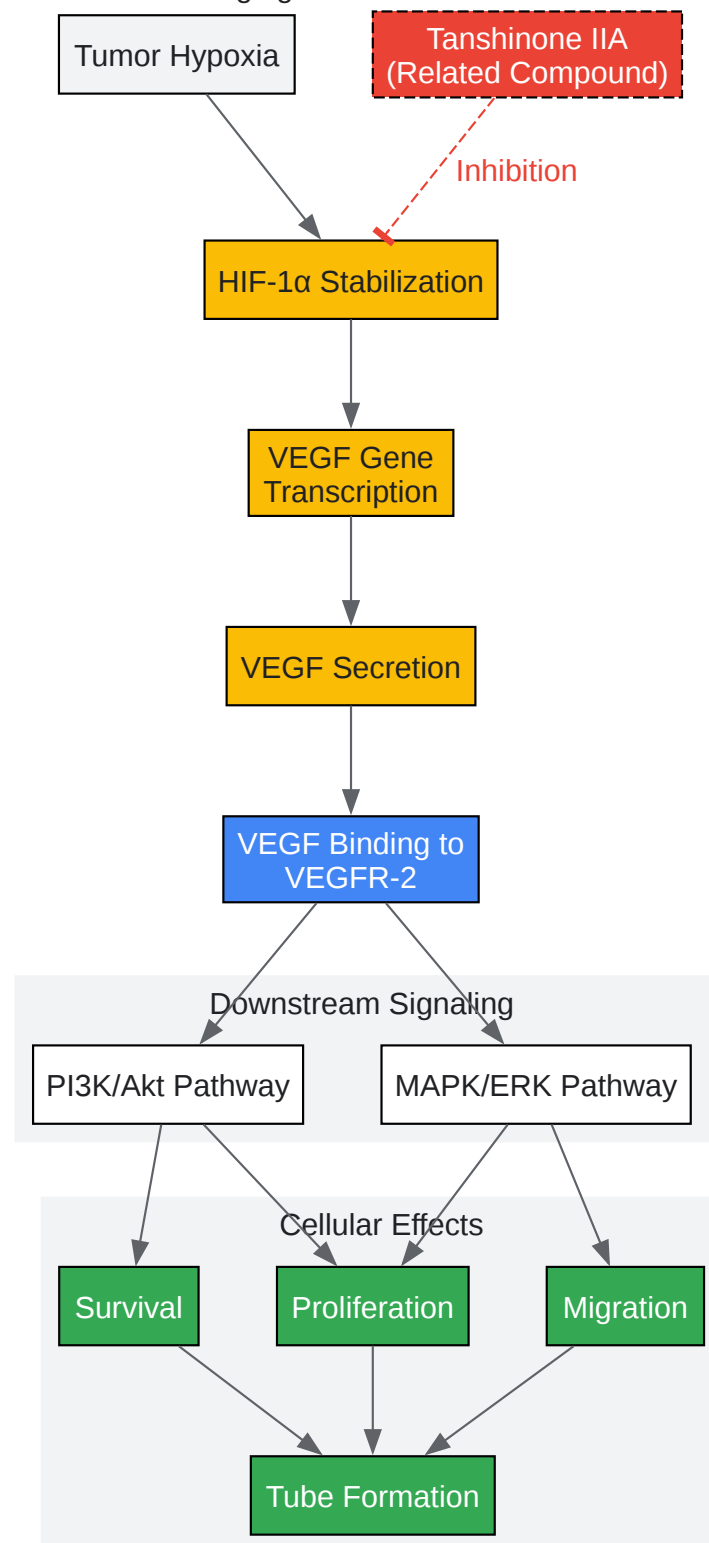 Tumor Hypoxia
Tanshinone IIA
(Related Compound)
Inhibition
HIF-1α Stabilization
VEGF Gene
Transcription
VEGF Secretion
VEGF Binding to
VEGFR-2
Downstream Signaling
PI3K/Akt Pathway
MAPK/ERK Pathway
Cellular Effects
Survival
Proliferation
Migration
Tube Formation